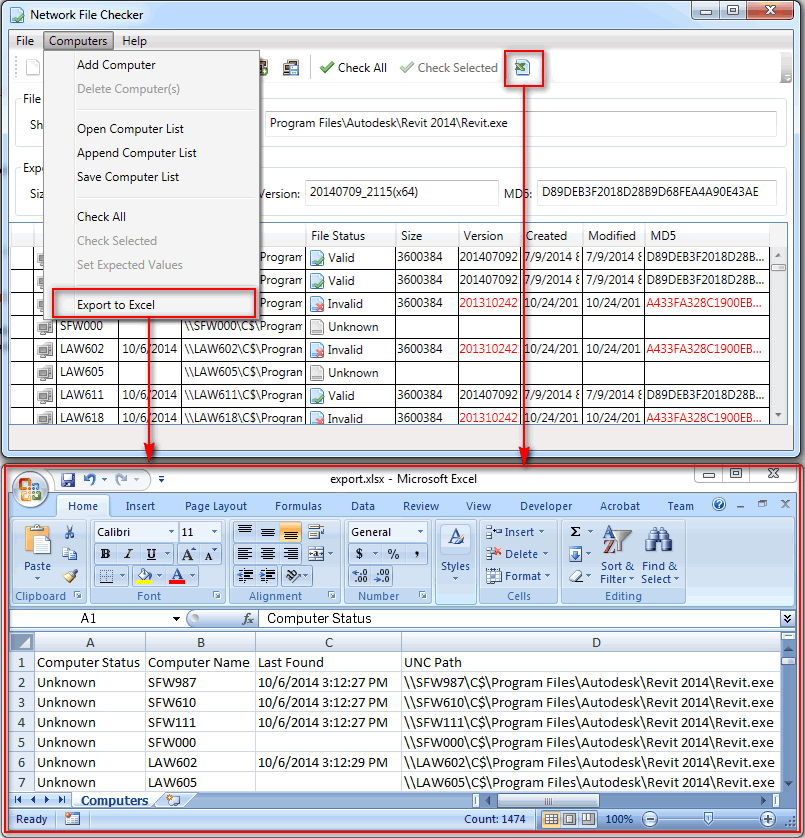 Network File Checker
File Computers Help
Add Computer
Delete Computer(s)
Open Computer List
Append Computer List
Save Computer List
Check All
Check Selected
Set Expected Values
Export to Excel
Check All Check Selected
File
Program Files\Autodesk\Revit 2014\Revit.exe
Version: 20140709_2115(x64) MD5: D89DEB3F2018D28B9D68FEA4A90E43AE
File Status Size Version Created Modified MD5
Program Valid 3600384 201407092 7/9/2014 8 7/9/2014 8 D89DEB3F2018D28B...
Program Valid 3600384 201407092 7/9/2014 8 7/9/2014 8 D89DEB3F2018D28B...
Program Invalid 3600384 201310242 10/24/201 10/24/201 A433FA328C1900EB...
SFW000 \\SFW000\C$\Program Unknown
LAW602 10/6/2014 \\LAW602\C$\Program Invalid 3600384 201310242 10/24/201 10/24/201 A433FA328C1900EB...
LAW605 \\LAW605\C$\Program Unknown
LAW611 10/6/2014 \\LAW611\C$\Program Valid 3600384 201407092 7/9/2014 8 7/9/2014 8 D89DEB3F2018D28B...
LAW618 10/6/2014 \\LAW618\C$\Program Invalid 3600384 201310242 10/24/201 10/24/201 A433FA328C1900EB...
export.xlsx - Microsoft Excel
Home Insert Page Layout Formulas Data Review View Developer Acrobat Team
Calibri 11 General Insert
B I U A A $ % , Delete
Paste Styles Format Sort & Filter Find & Select
Clipboard Font Alignment Number Cells Editing
A1 fx Computer Status
A B C D
1 Computer Status Computer Name Last Found UNC Path
2 Unknown SFW987 10/6/2014 3:12:27 PM \\SFW987\C$\Program Files\Autodesk\Revit 2014\Revit.exe
3 Unknown SFW610 10/6/2014 3:12:27 PM \\SFW610\C$\Program Files\Autodesk\Revit 2014\Revit.exe
4 Unknown SFW111 10/6/2014 3:12:27 PM \\SFW111\C$\Program Files\Autodesk\Revit 2014\Revit.exe
5 Unknown SFW000 \\SFW000\C$\Program Files\Autodesk\Revit 2014\Revit.exe
6 Unknown LAW602 10/6/2014 3:12:29 PM \\LAW602\C$\Program Files\Autodesk\Revit 2014\Revit.exe
7 Unknown LAW605 \\LAW605\C$\Program Files\Autodesk\Revit 2014\Revit.exe
Computers
Ready Count: 1474 100%